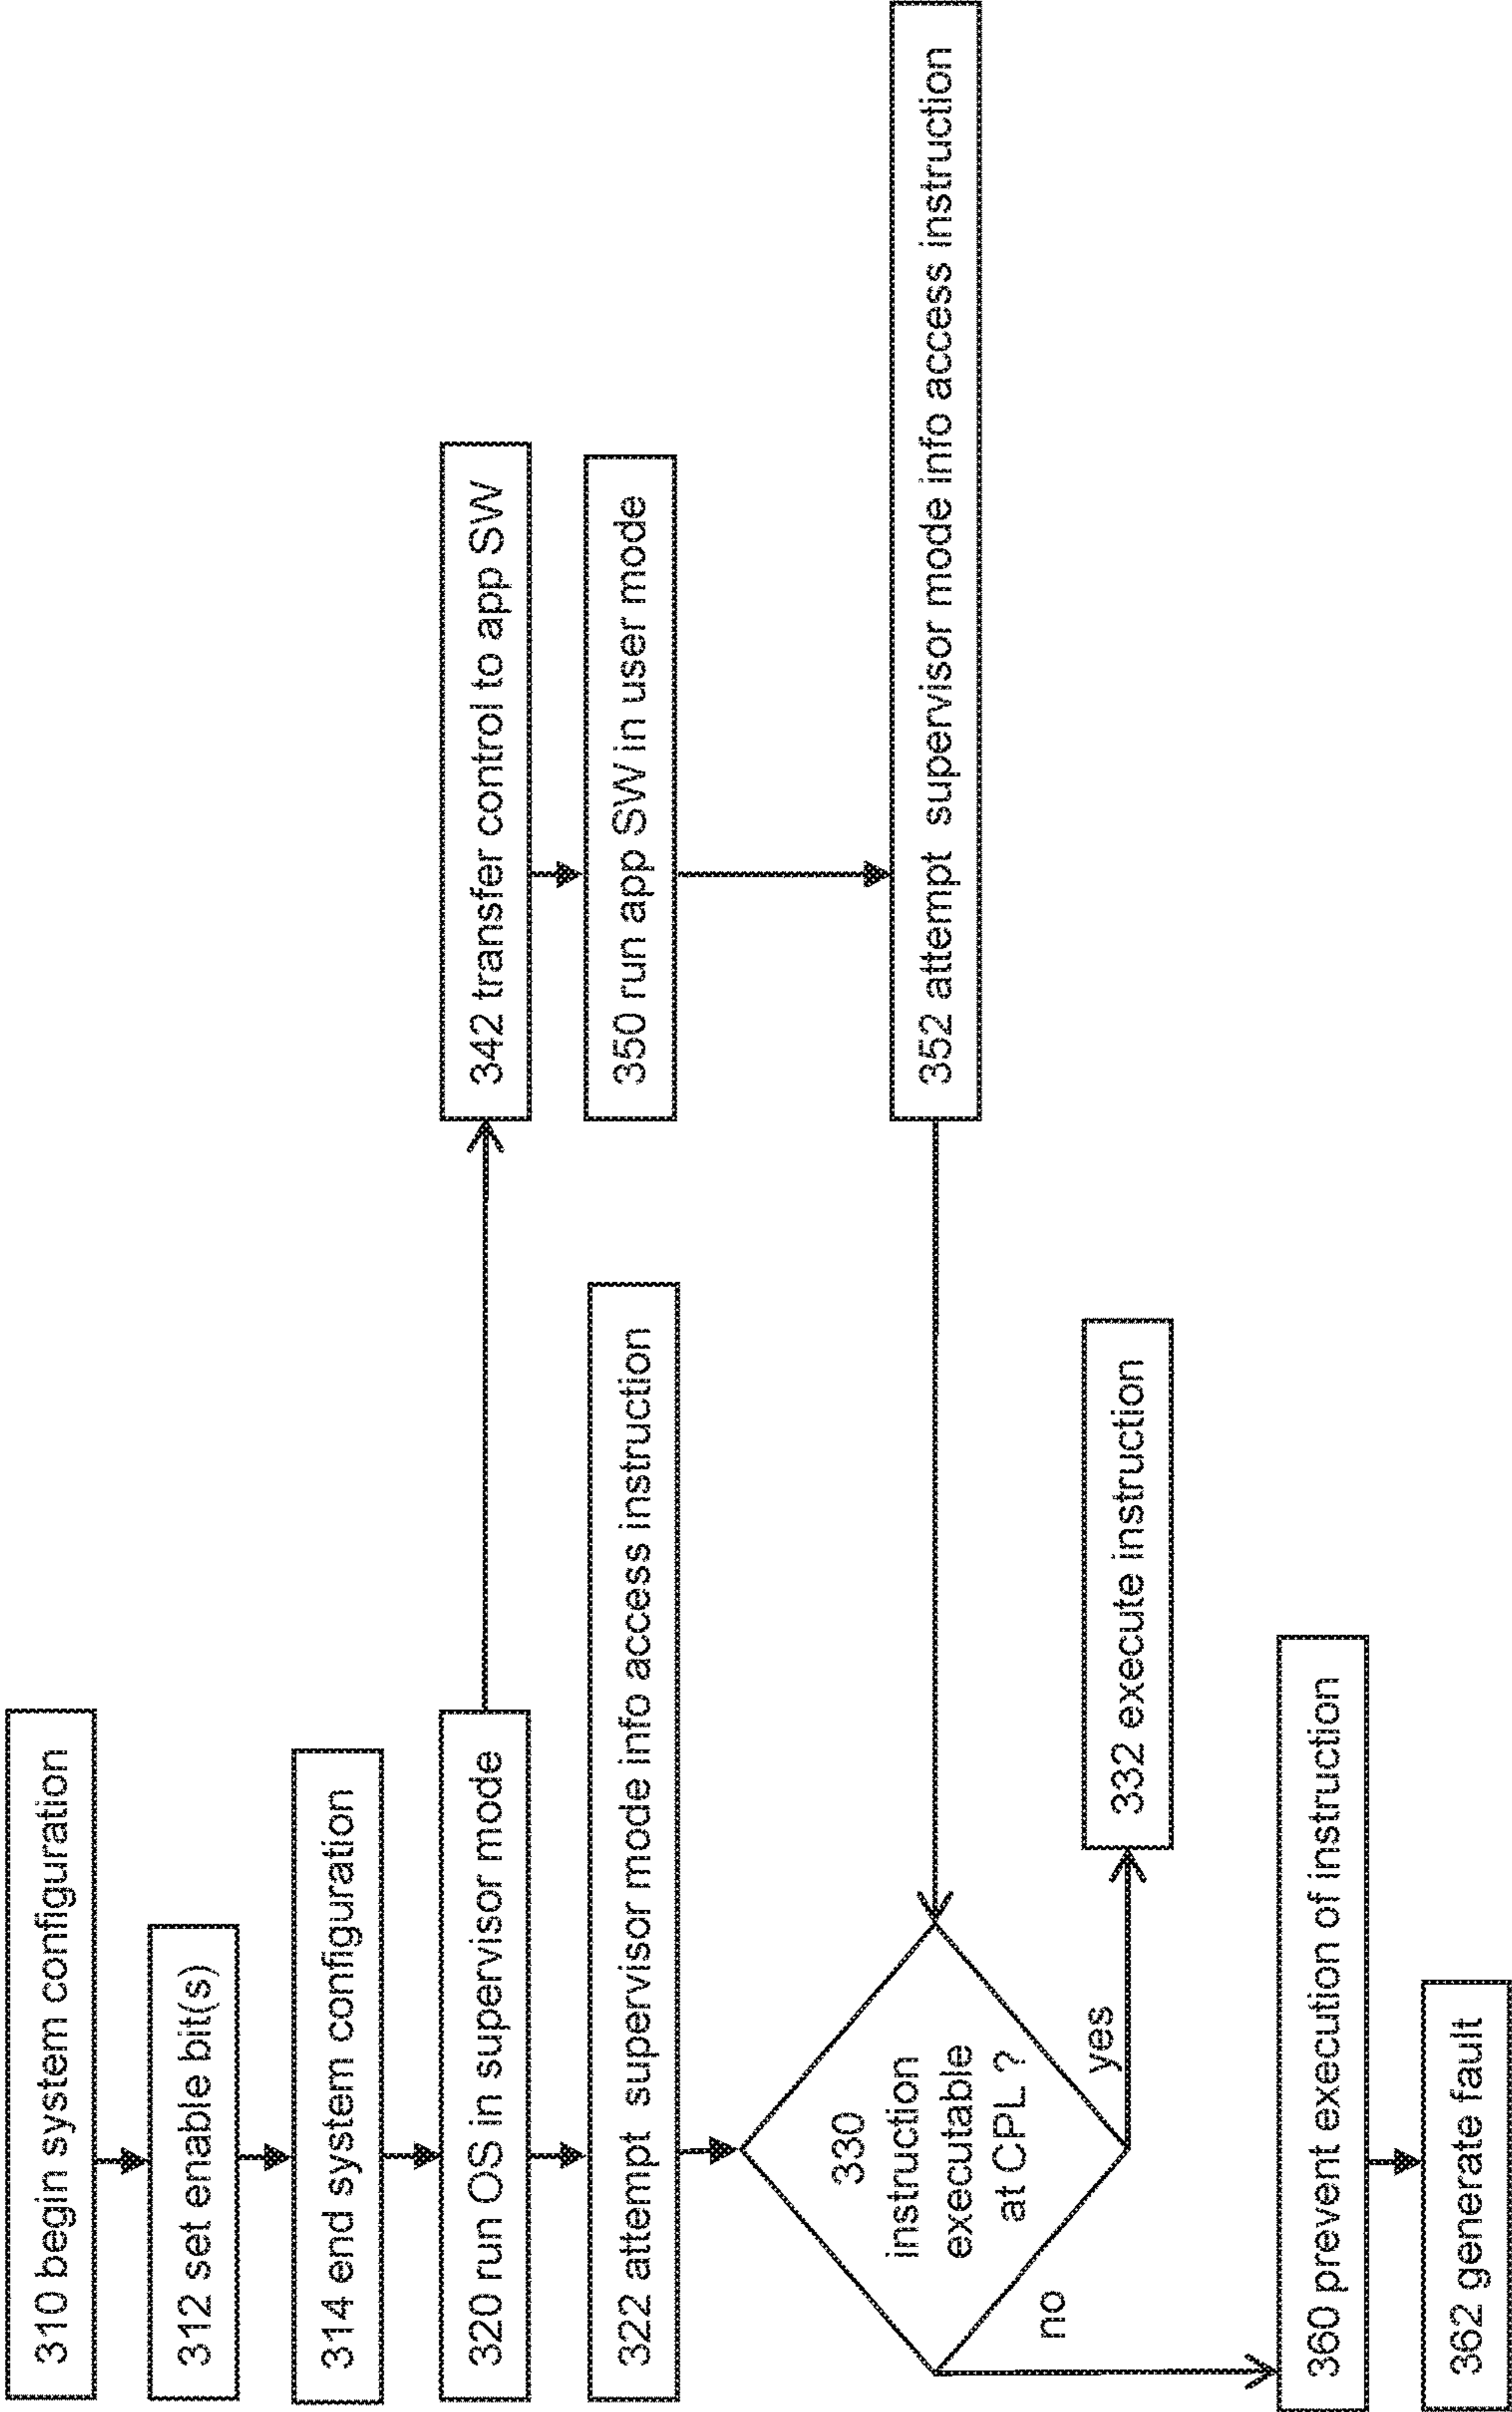 310 begin system configuration
312 set enable bit(s)
314 end system configuration
320 run OS in supervisor mode
342 transfer control to app SW
322 attempt supervisor mode info access instruction
350 run app SW in user mode
330
instruction
executable
at CPL ?
352 attempt supervisor mode info access instruction
yes
no
332 execute instruction
360 prevent execution of instruction
362 generate fault